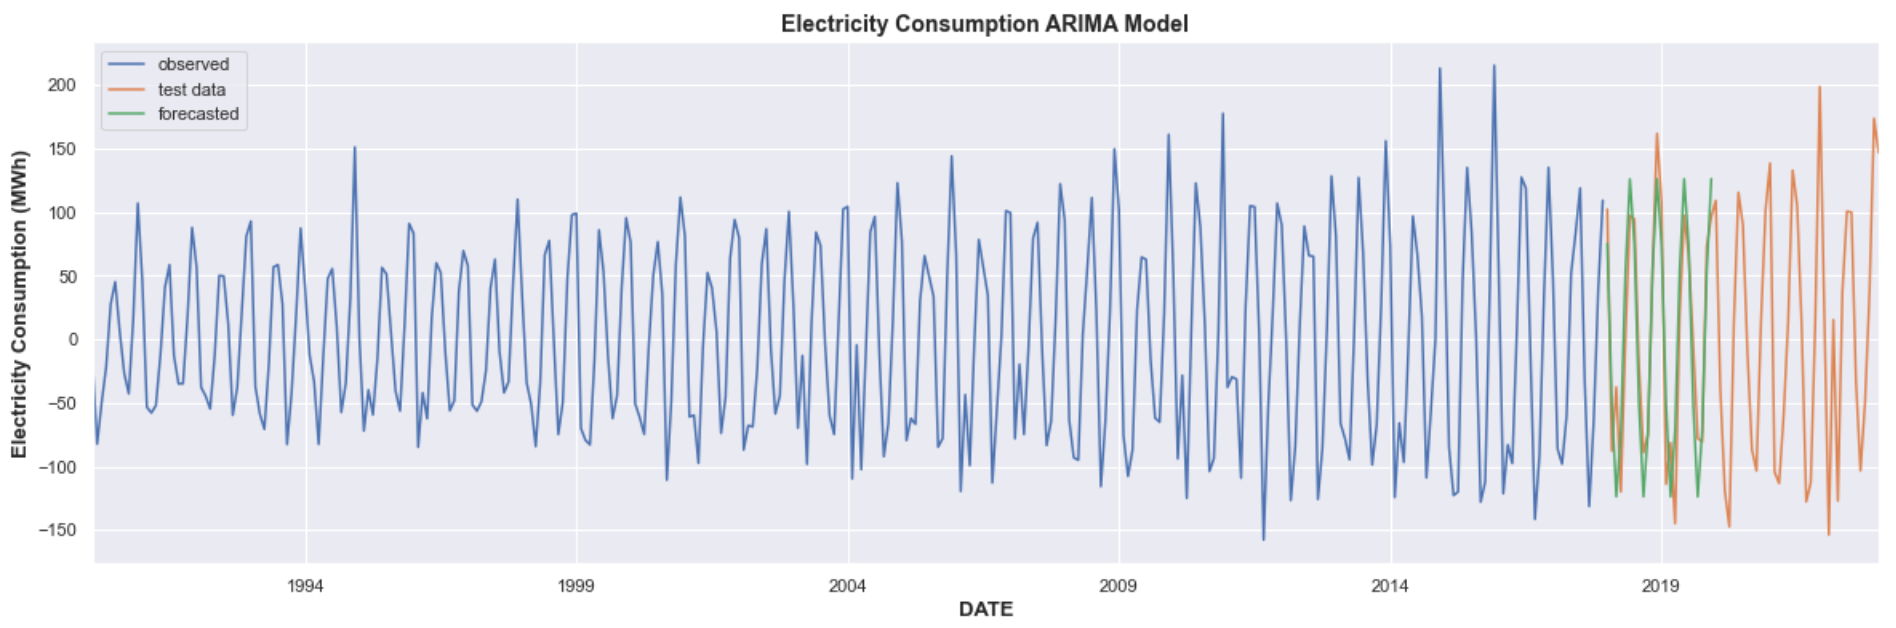 Electricity Consumption ARIMA Model
observed
test data
forecasted
Electricity Consumption (MWh)
200
150
100
50
0
−50
−100
−150
1994
1999
2004
2009
2014
2019
DATE